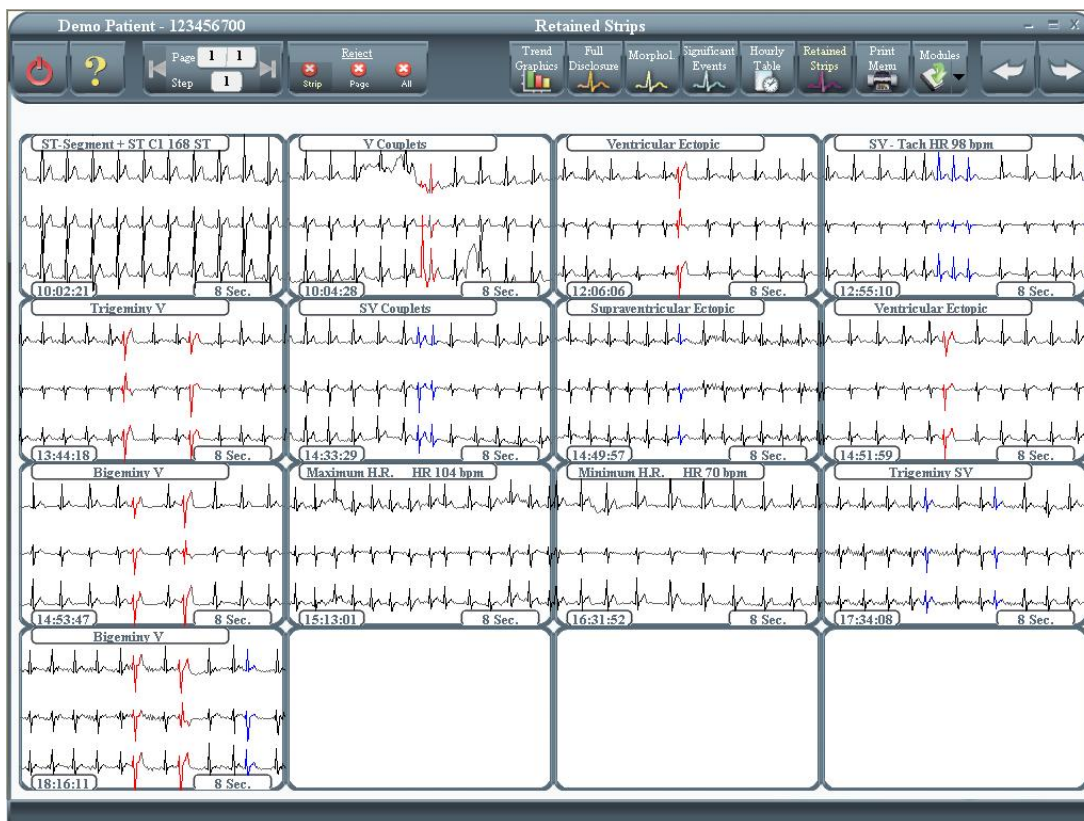 Demo Patient - 123456700 Retained Strips
Page 1 1
Step 1
Reject
Strip Page All
Trend Graphics
Full Disclosure
Morphol.
Significant Events
Hourly Table
Retained Strips
Print Menu
Modules
ST-Segment + ST C1 168 ST
10:02:21 8 Sec.
V Couplets
10:04:28 8 Sec.
Ventricular Ectopic
12:06:06 8 Sec.
SV - Tach HR 98 bpm
12:55:10 8 Sec.
Trigeminy V
13:44:18 8 Sec.
SV Couplets
14:33:29 8 Sec.
Supraventricular Ectopic
14:49:57 8 Sec.
Ventricular Ectopic
14:51:59 8 Sec.
Bigeminy V
14:53:47 8 Sec.
Maximum H.R. HR 104 bpm
15:13:01 8 Sec.
Minimum H.R. HR 70 bpm
16:31:52 8 Sec.
Trigeminy SV
17:34:08 8 Sec.
Bigeminy V
18:16:11 8 Sec.